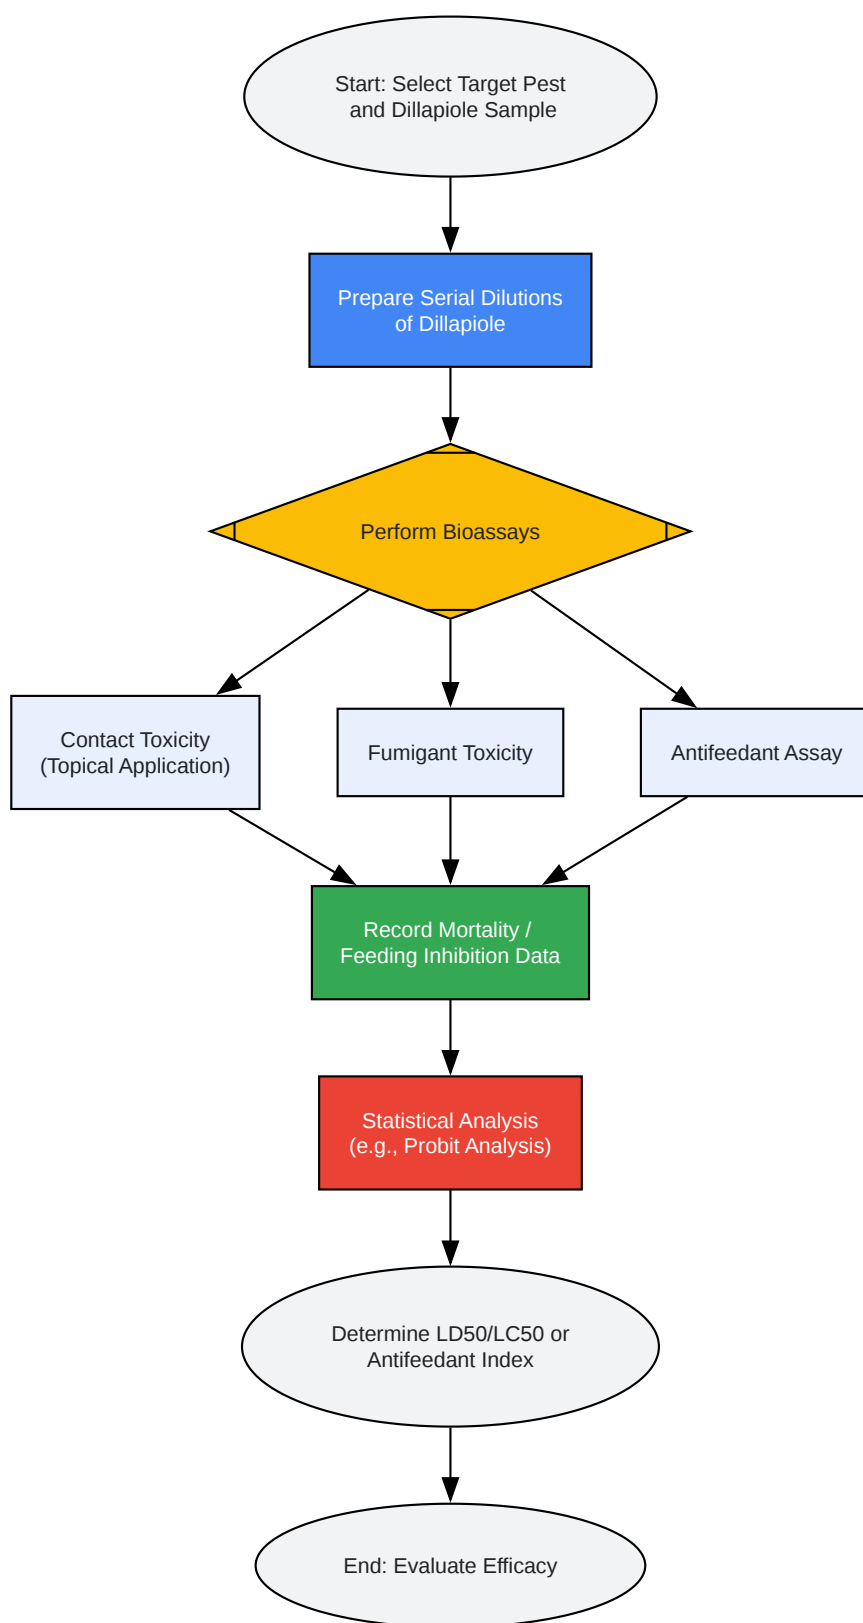 Start: Select Target Pest
and Dillapiole Sample
Prepare Serial Dilutions
of Dillapiole
Perform Bioassays
Contact Toxicity
(Topical Application)
Fumigant Toxicity
Antifeedant Assay
Record Mortality /
Feeding Inhibition Data
Statistical Analysis
(e.g., Probit Analysis)
Determine LD50/LC50 or
Antifeedant Index
End: Evaluate Efficacy